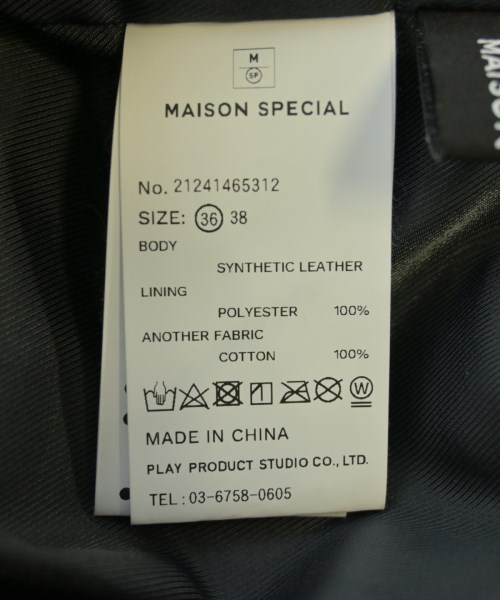 M
SP
MAISON SPECIAL
No. 21241465312
SIZE: 36 38
BODY
SYNTHETIC LEATHER
LINING
POLYESTER 100%
ANOTHER FABRIC
COTTON 100%
W
MADE IN CHINA
PLAY PRODUCT STUDIO CO., LTD.
TEL : 03-6758-0605
MAISON